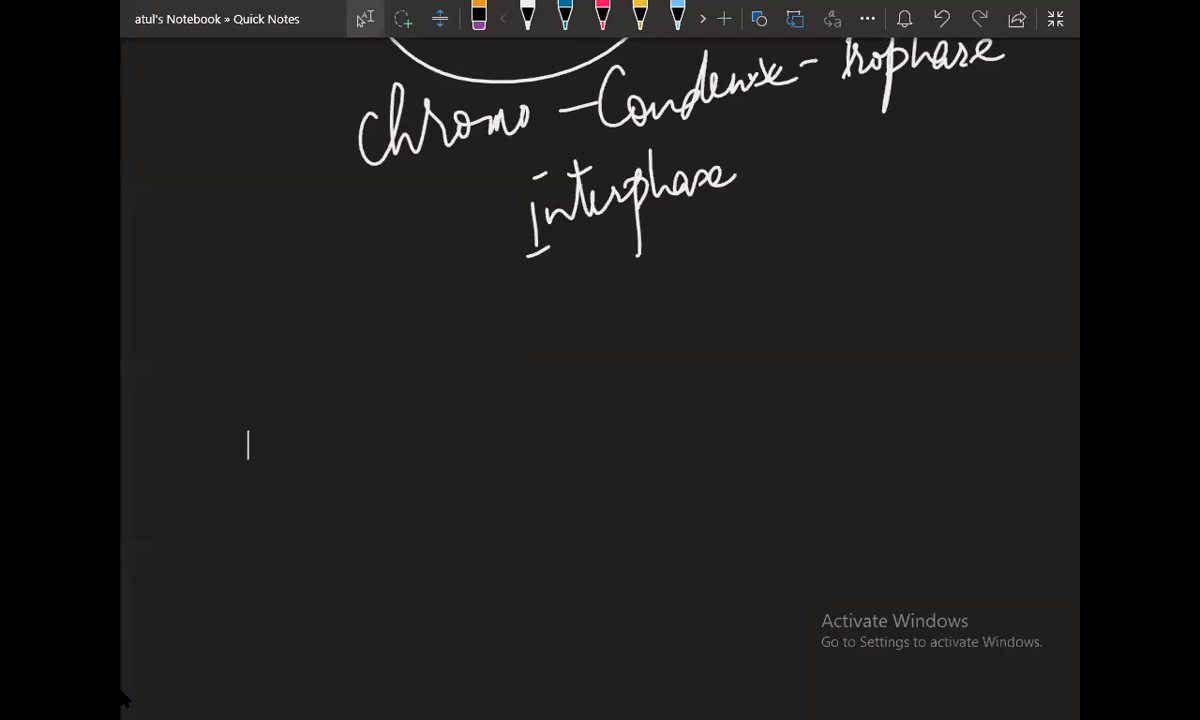 atul's Notebook » Quick Notes
Chromo - Condense - Prophase
Interphase
Activate Windows
Go to Settings to activate Windows.